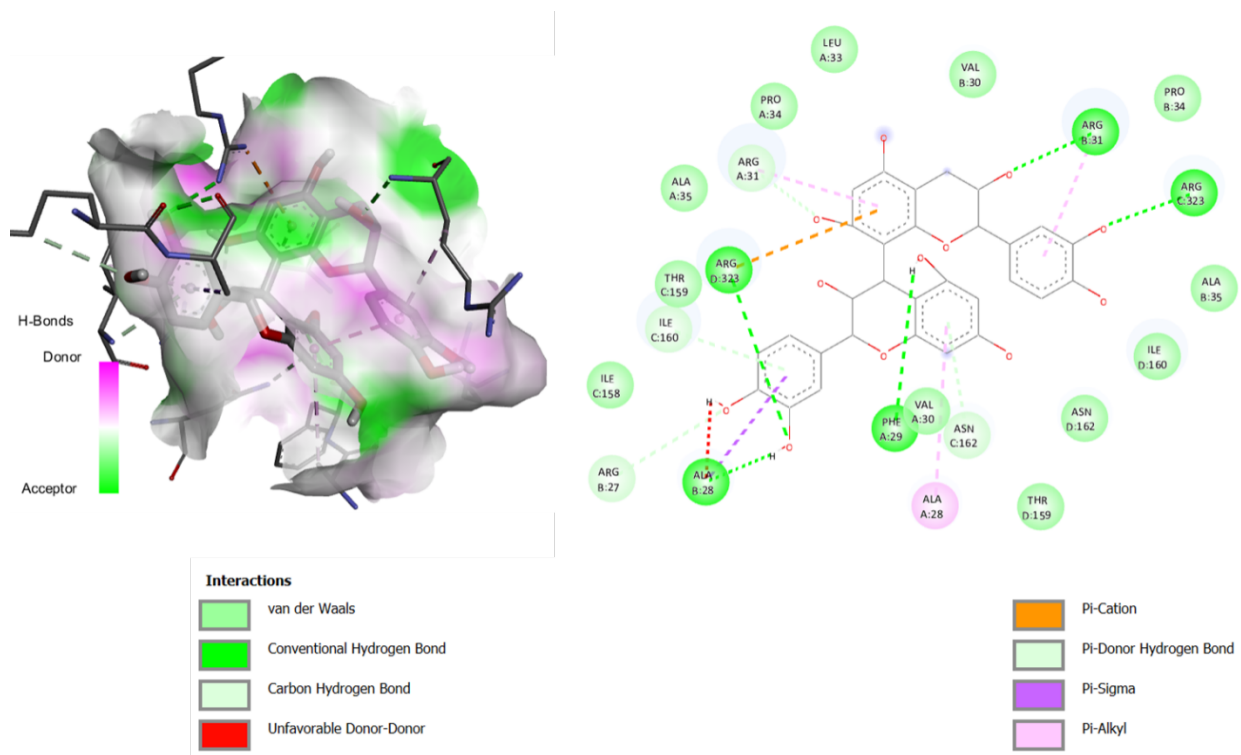 H-Bonds
Donor
Acceptor
LEU
A:33
VAL
B:30
PRO
B:34
PRO
A:34
ARG
B:31
ARG
A:31
ALA
A:35
ARG
C:323
ARG
D:323
THR
C:159
ALA
B:35
ILE
C:160
ILE
D:160
ILE
C:158
VAL
A:30
PHE
A:29
ASN
C:162
ASN
D:162
ARG
B:27
ALA
B:28
ALA
A:28
THR
D:159
H
H
H
O
O
O
O
O
O
O
O
O
O
O
O
Interactions
van der Waals
Conventional Hydrogen Bond
Carbon Hydrogen Bond
Unfavorable Donor-Donor
Pi-Cation
Pi-Donor Hydrogen Bond
Pi-Sigma
Pi-Alkyl